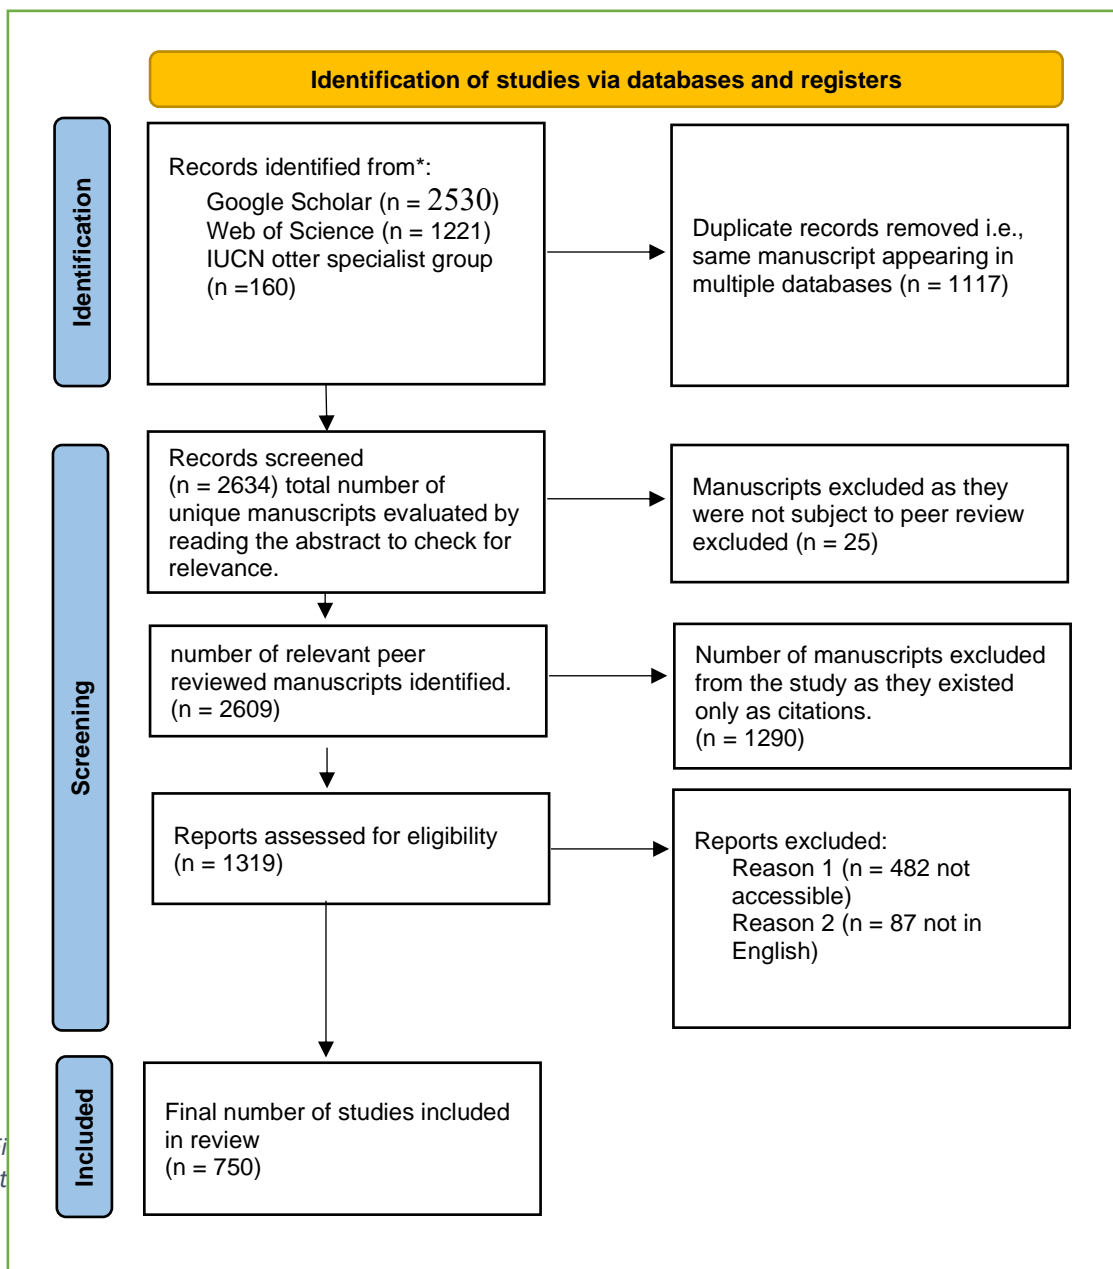 Identification of studies via databases and registers
Identification
Records identified from*:
Google Scholar (n = 2530)
Web of Science (n = 1221)
IUCN otter specialist group
(n =160)
Duplicate records removed i.e.,
same manuscript appearing in
multiple databases (n = 1117)
Screening
Records screened
(n = 2634) total number of
unique manuscripts evaluated by
reading the abstract to check for
relevance.
Manuscripts excluded as they
were not subject to peer review
excluded (n = 25)
number of relevant peer
reviewed manuscripts identified.
(n = 2609)
Number of manuscripts excluded
from the study as they existed
only as citations.
(n = 1290)
Reports assessed for eligibility
(n = 1319)
Reports excluded:
Reason 1 (n = 482 not
accessible)
Reason 2 (n = 87 not in
English)
Included
Final number of studies included
in review
(n = 750)